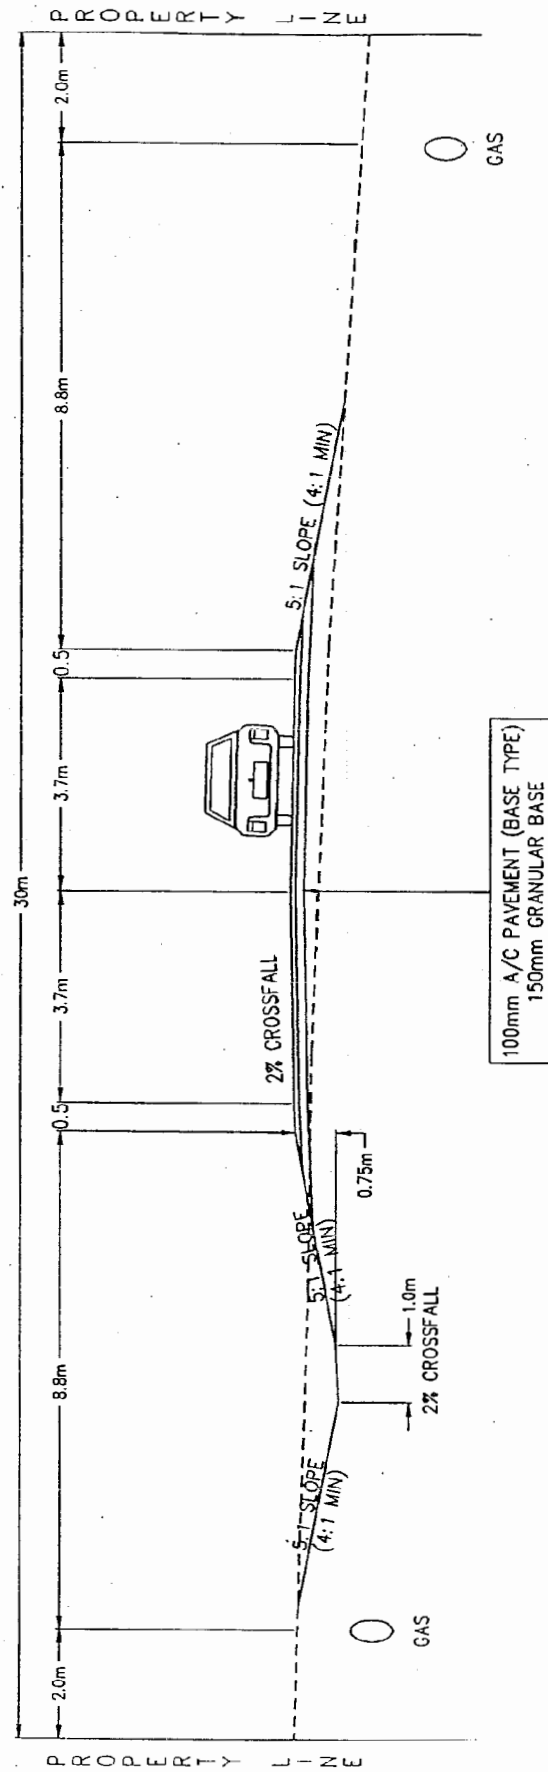 PROPERTY LINE
PROPERTY LINE
30m
2.0m
8.8m
0.5
3.7m
3.7m
0.5
8.8m
2.0m
2% CROSSFALL
5:1 SLOPE (4:1 MIN)
5:1 SLOPE
(4:1 MIN)
5:1 SLOPE
(4:1 MIN)
0.75m
1.0m
2% CROSSFALL
GAS
GAS
100mm A/C PAVEMENT (BASE TYPE)
150mm GRANULAR BASE